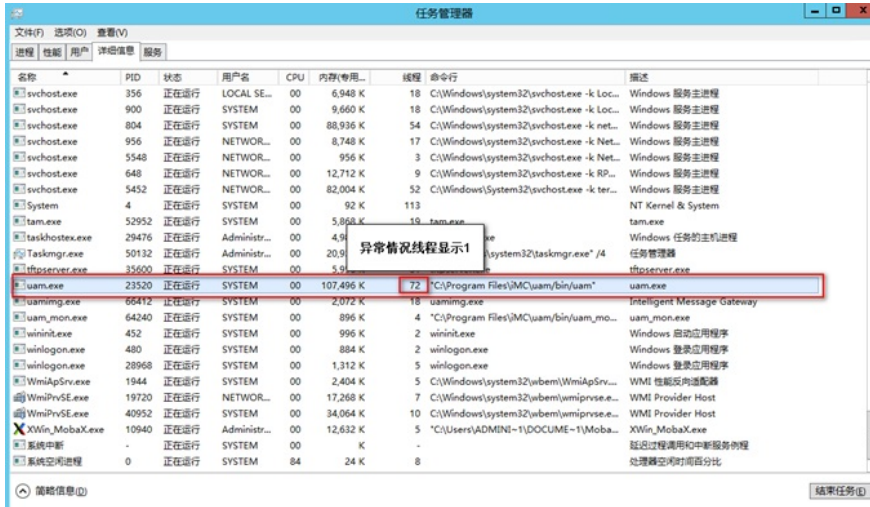 任务管理器
文件(F) 选项(O) 查看(V)
进程 性能 用户 详细信息 服务
名称 PID 状态 用户名 CPU 内存(专用... 线程 命令行 描述
svchost.exe 356 正在运行 LOCAL SE... 00 6,948 K 18 C:\Windows\system32\svchost.exe -k Loc... Windows 服务主进程
svchost.exe 900 正在运行 SYSTEM 00 9,660 K 18 C:\Windows\system32\svchost.exe -k Loc... Windows 服务主进程
svchost.exe 804 正在运行 SYSTEM 00 88,936 K 54 C:\Windows\system32\svchost.exe -k net... Windows 服务主进程
svchost.exe 956 正在运行 NETWOR... 00 8,748 K 17 C:\Windows\system32\svchost.exe -k Net... Windows 服务主进程
svchost.exe 5548 正在运行 NETWOR... 00 956 K 3 C:\Windows\system32\svchost.exe -k Net... Windows 服务主进程
svchost.exe 648 正在运行 NETWOR... 00 12,712 K 9 C:\Windows\system32\svchost.exe -k RP... Windows 服务主进程
svchost.exe 5452 正在运行 NETWOR... 00 82,004 K 52 C:\Windows\System32\svchost.exe -k ter... Windows 服务主进程
System 4 正在运行 SYSTEM 00 92 K 113 NT Kernel & System
tam.exe 52952 正在运行 SYSTEM 00 5,868 K 19 tam.exe tam.exe
taskhostex.exe 29476 正在运行 Administr... 00 Windows 任务的主机进程
异常情况线程显示1
Taskmgr.exe 50132 正在运行 Administr... 00 \system32\taskmgr.exe" /4 任务管理器
tftpserver.exe 35600 正在运行 SYSTEM 00 tftpserver.exe
uam.exe 23520 正在运行 SYSTEM 00 107,496 K 72 "C:\Program Files\iMC\uam/bin/uam" uam.exe
uamimg.exe 66412 正在运行 SYSTEM 00 2,072 K 18 uamimg.exe Intelligent Message Gateway
uam_mon.exe 64240 正在运行 SYSTEM 00 896 K 4 "C:\Program Files\iMC\uam/bin/uam_mo... uam_mon.exe
wininit.exe 452 正在运行 SYSTEM 00 996 K 2 wininit.exe Windows 启动应用程序
winlogon.exe 480 正在运行 SYSTEM 00 884 K 2 winlogon.exe Windows 登录应用程序
winlogon.exe 28968 正在运行 SYSTEM 00 1,312 K 5 winlogon.exe Windows 登录应用程序
WmiApSrv.exe 1944 正在运行 SYSTEM 00 2,404 K 5 C:\Windows\system32\wbem\WmiApSrv.... WMI 性能反向适配器
WmiPrvSE.exe 19720 正在运行 NETWOR... 00 17,268 K 7 C:\Windows\system32\wbem\wmiprvse.e... WMI Provider Host
WmiPrvSE.exe 40952 正在运行 SYSTEM 00 34,064 K 10 C:\Windows\system32\wbem\wmiprvse.e... WMI Provider Host
XWin_MobaX.exe 10940 正在运行 Administr... 00 12,632 K 5 "C:\Users\ADMINI~1\DOCUME~1\Moba... XWin_MobaX.exe
系统中断 - 正在运行 SYSTEM 00 K - 延迟过程调用和中断服务例程
系统空闲进程 0 正在运行 SYSTEM 84 24 K 8 处理器空闲时间百分比
简略信息(D) 结束任务(E)